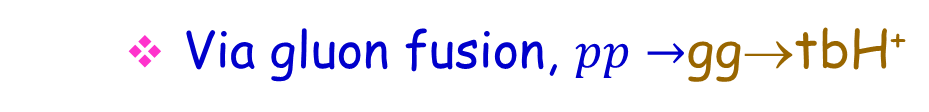 ❖ Via gluon fusion, pp →gg→tbH⁺